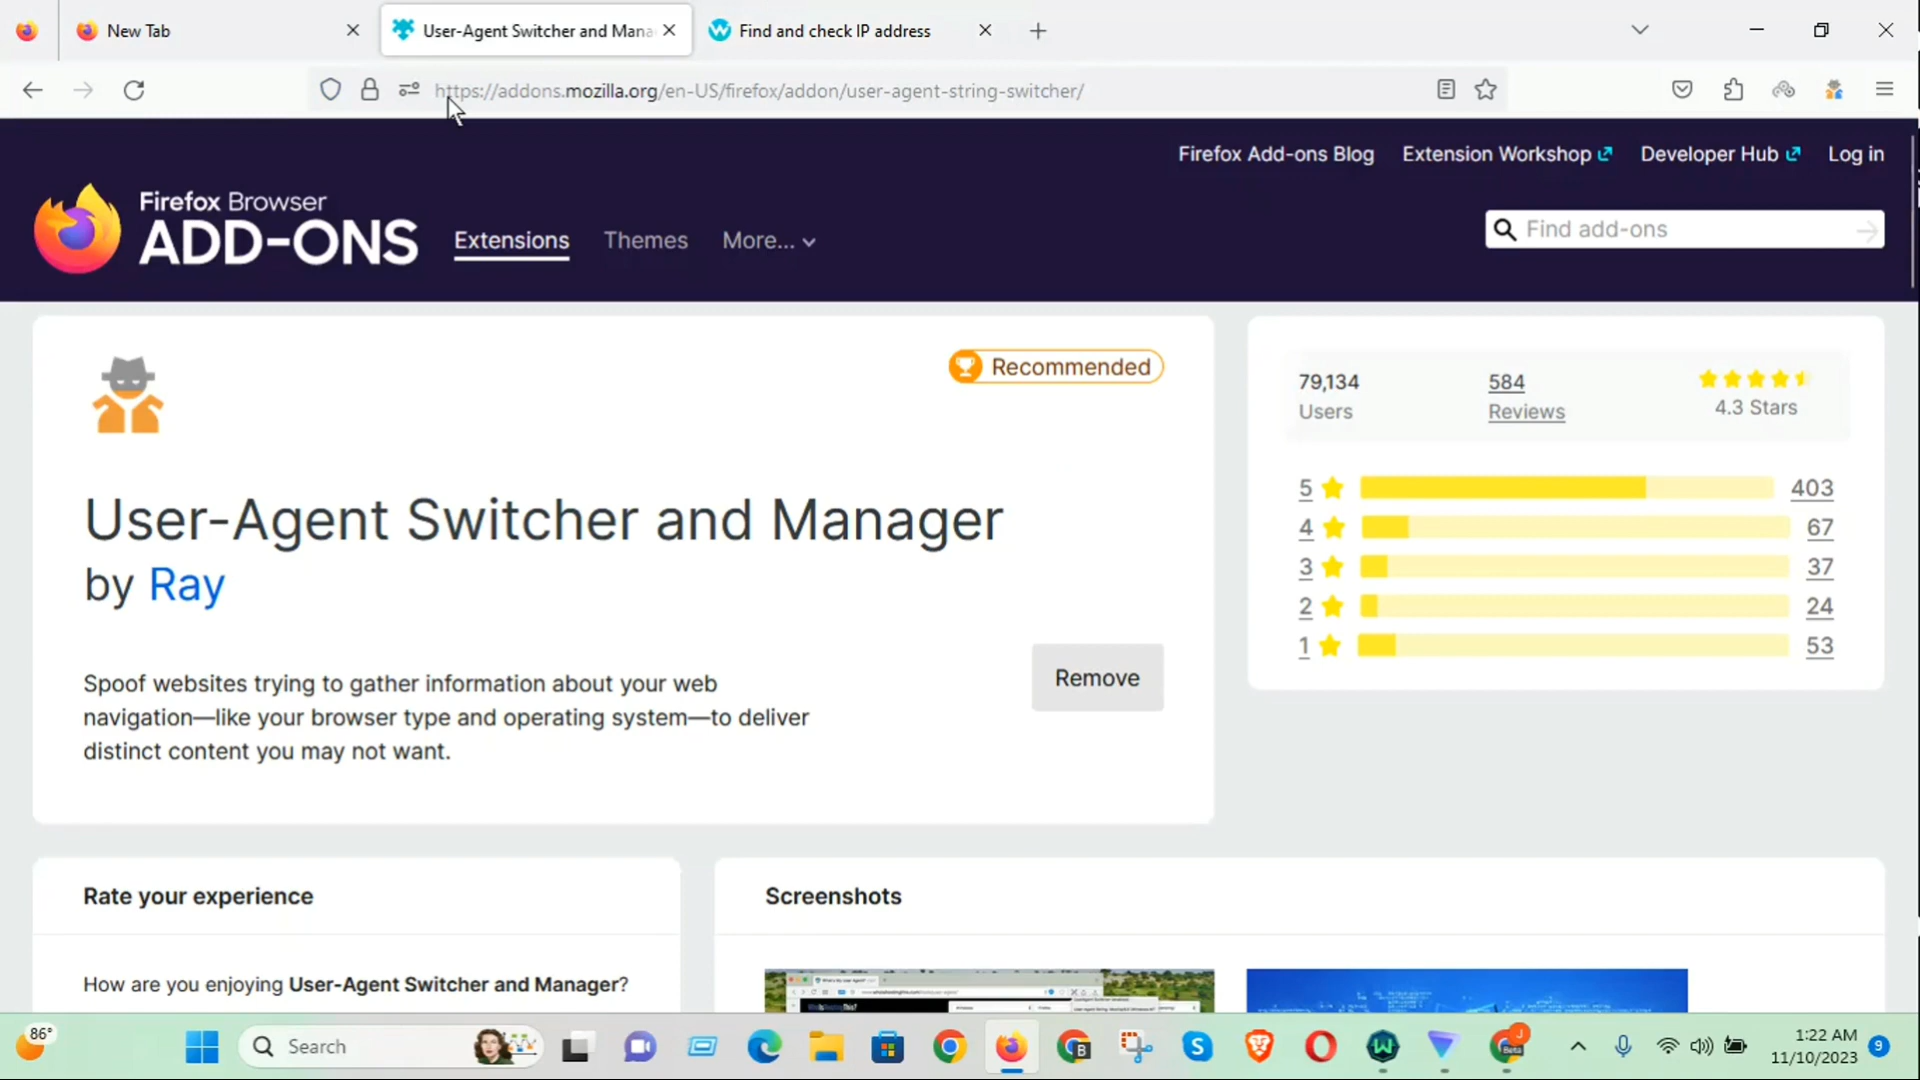 New Tab
User-Agent Switcher and Mana
Find and check IP address
https://addons.mozilla.org/en-US/firefox/addon/user-agent-string-switcher/
Firefox Add-ons Blog
Extension Workshop
Developer Hub
Log in
Firefox Browser
ADD-ONS
Extensions
Themes
More...
Find add-ons
Recommended
User-Agent Switcher and Manager
by Ray
Spoof websites trying to gather information about your web
navigation—like your browser type and operating system—to deliver
distinct content you may not want.
Remove
79,134
Users
584
Reviews
4.3 Stars
5 403
4 67
3 37
2 24
1 53
Rate your experience
How are you enjoying User-Agent Switcher and Manager?
Screenshots
86°
Search
B
Beta
1:22 AM
11/10/2023
9